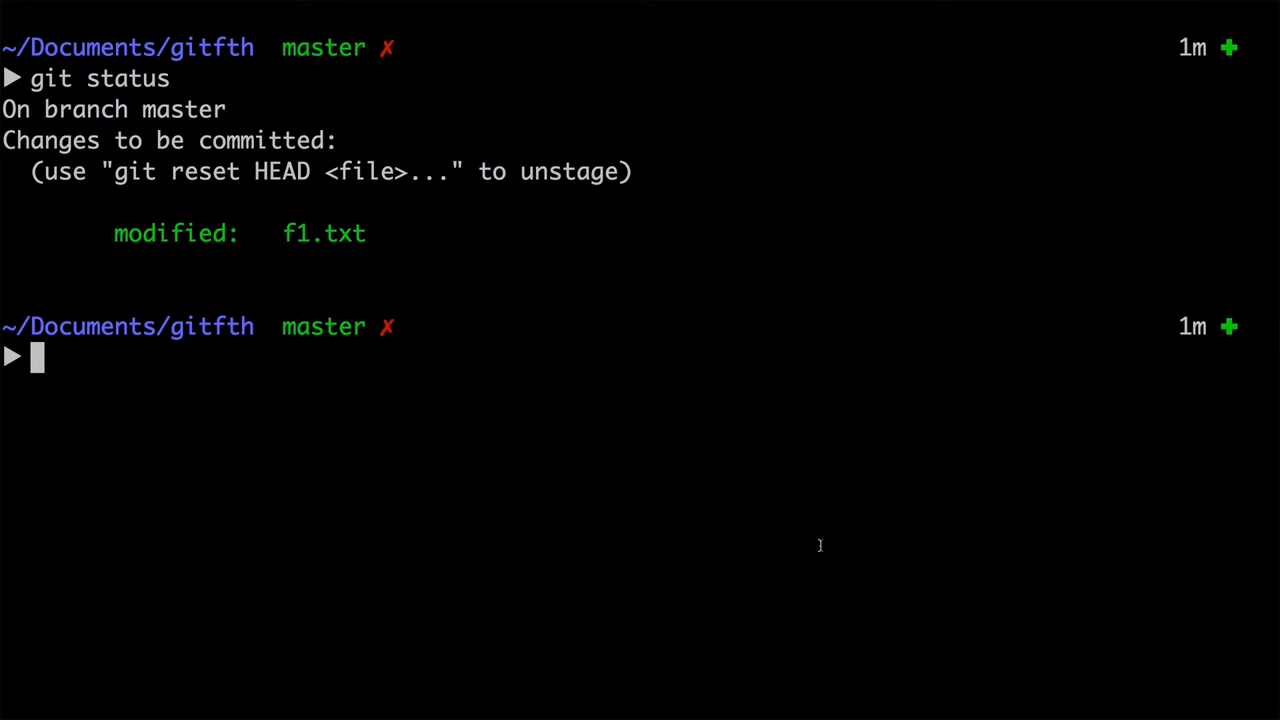 ~/Documents/gitfth master ✗ 1m ✚
▶ git status
On branch master
Changes to be committed:
(use "git reset HEAD <file>..." to unstage)
modified: f1.txt
~/Documents/gitfth master ✗ 1m ✚
▶